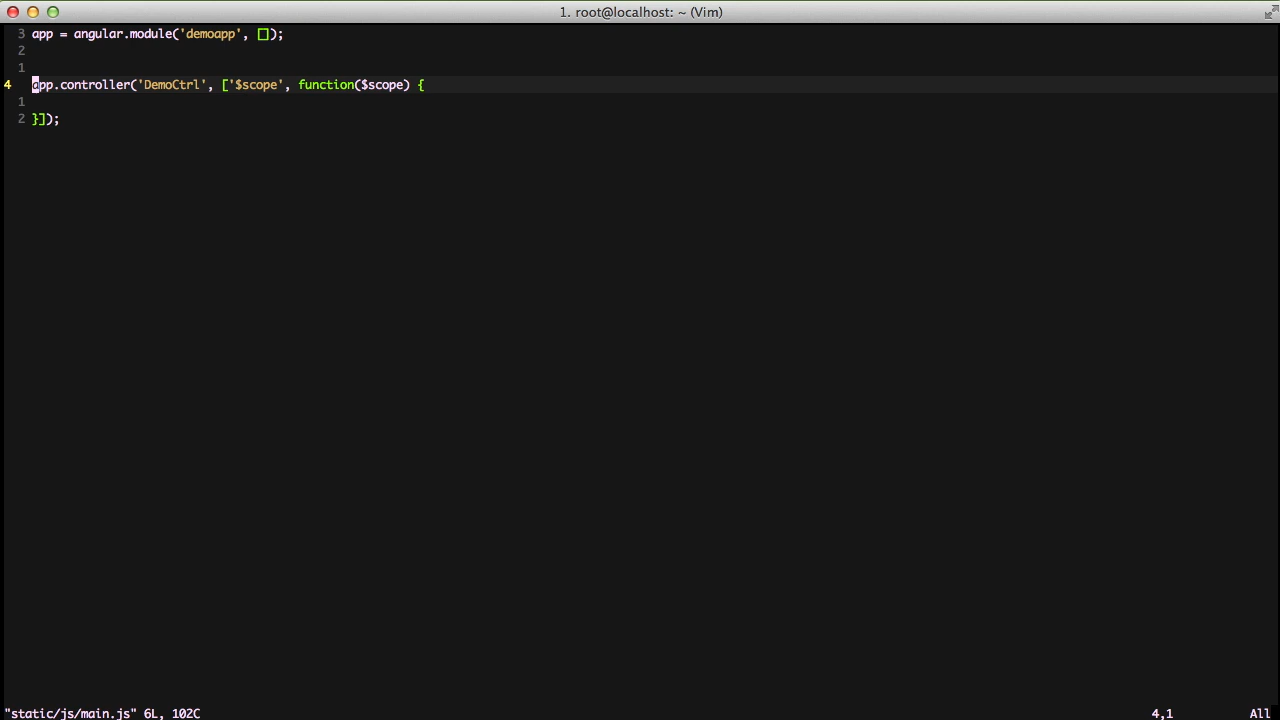 1. root@localhost: ~ (Vim)
3 app = angular.module('demoapp', []);
2
1
4 app.controller('DemoCtrl', ['$scope', function($scope) {
1
2 }]);
"static/js/main.js" 6L, 102C 4,1 All